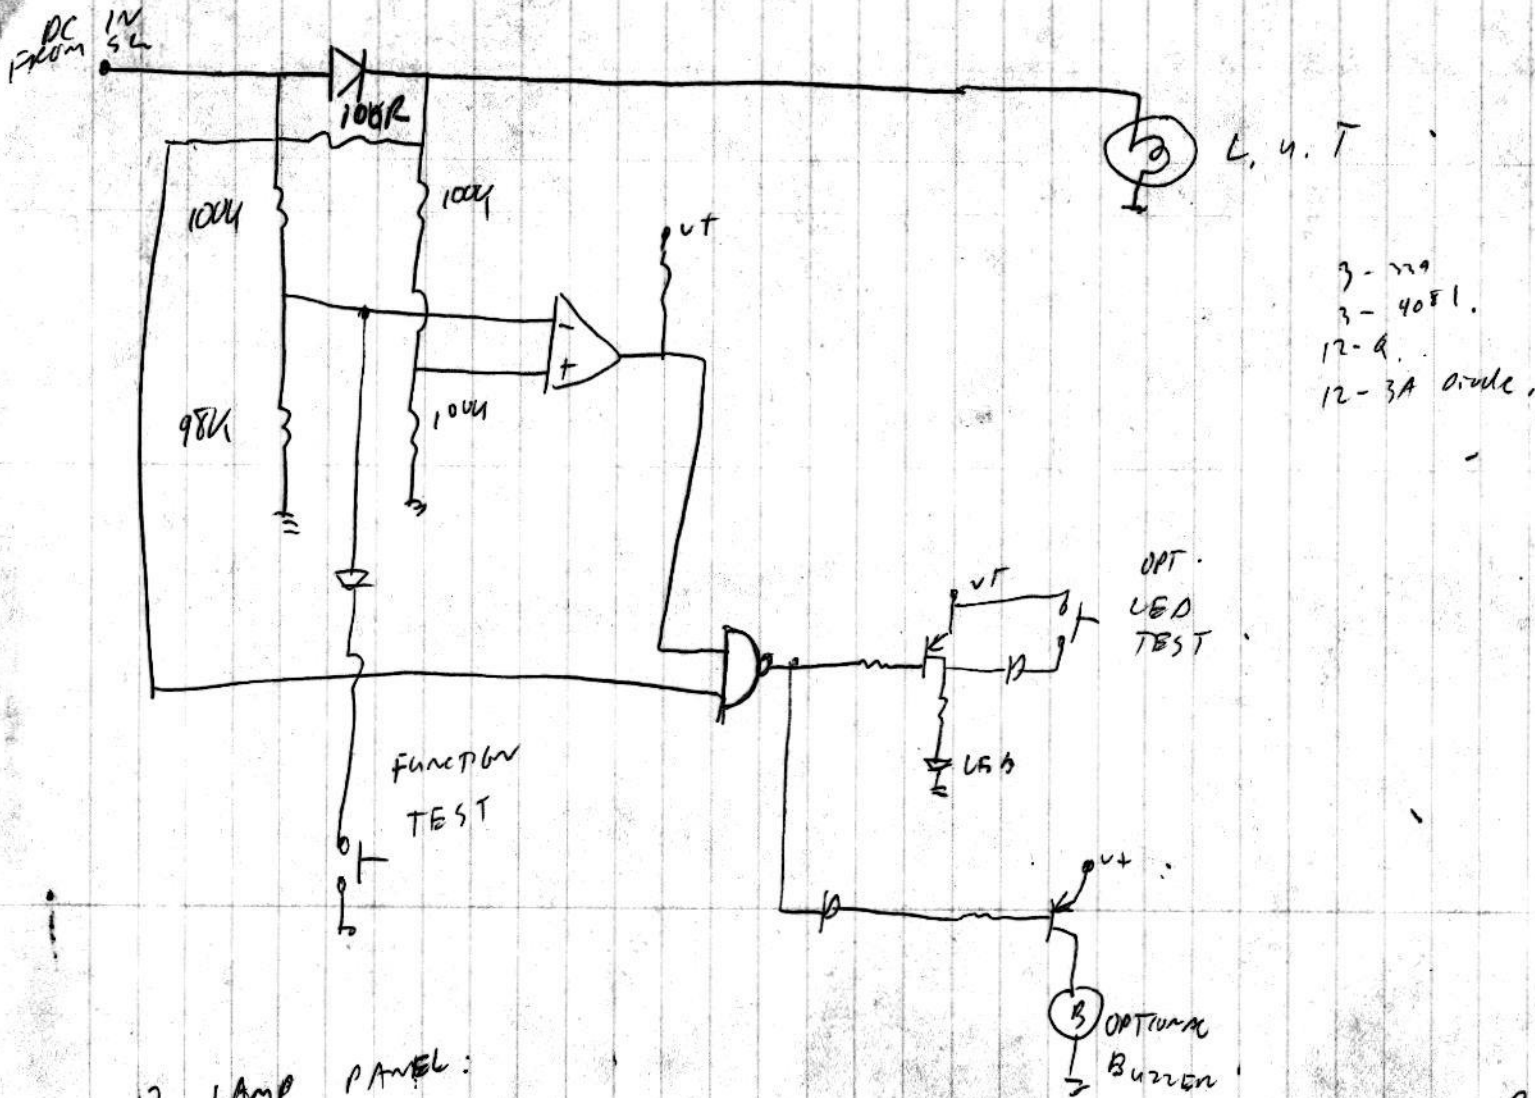 DC IN
FROM SL
100R
100K
100K
V+
L.U.T
3 - 339
3 - 4081.
12 - Q.
12 - 3A Diode.
98K
100K
-
+
V+
OPT.
LED
TEST
LED
FUNCTION
TEST
V+
B
OPTIONAL
BUZZER
LAMP PANEL: